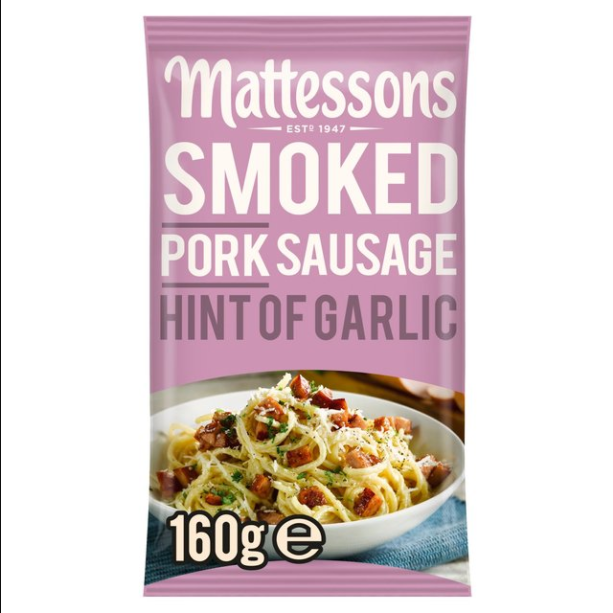 Mattessons
ESTD 1947
SMOKED
PORK SAUSAGE
HINT OF GARLIC
160g ℮